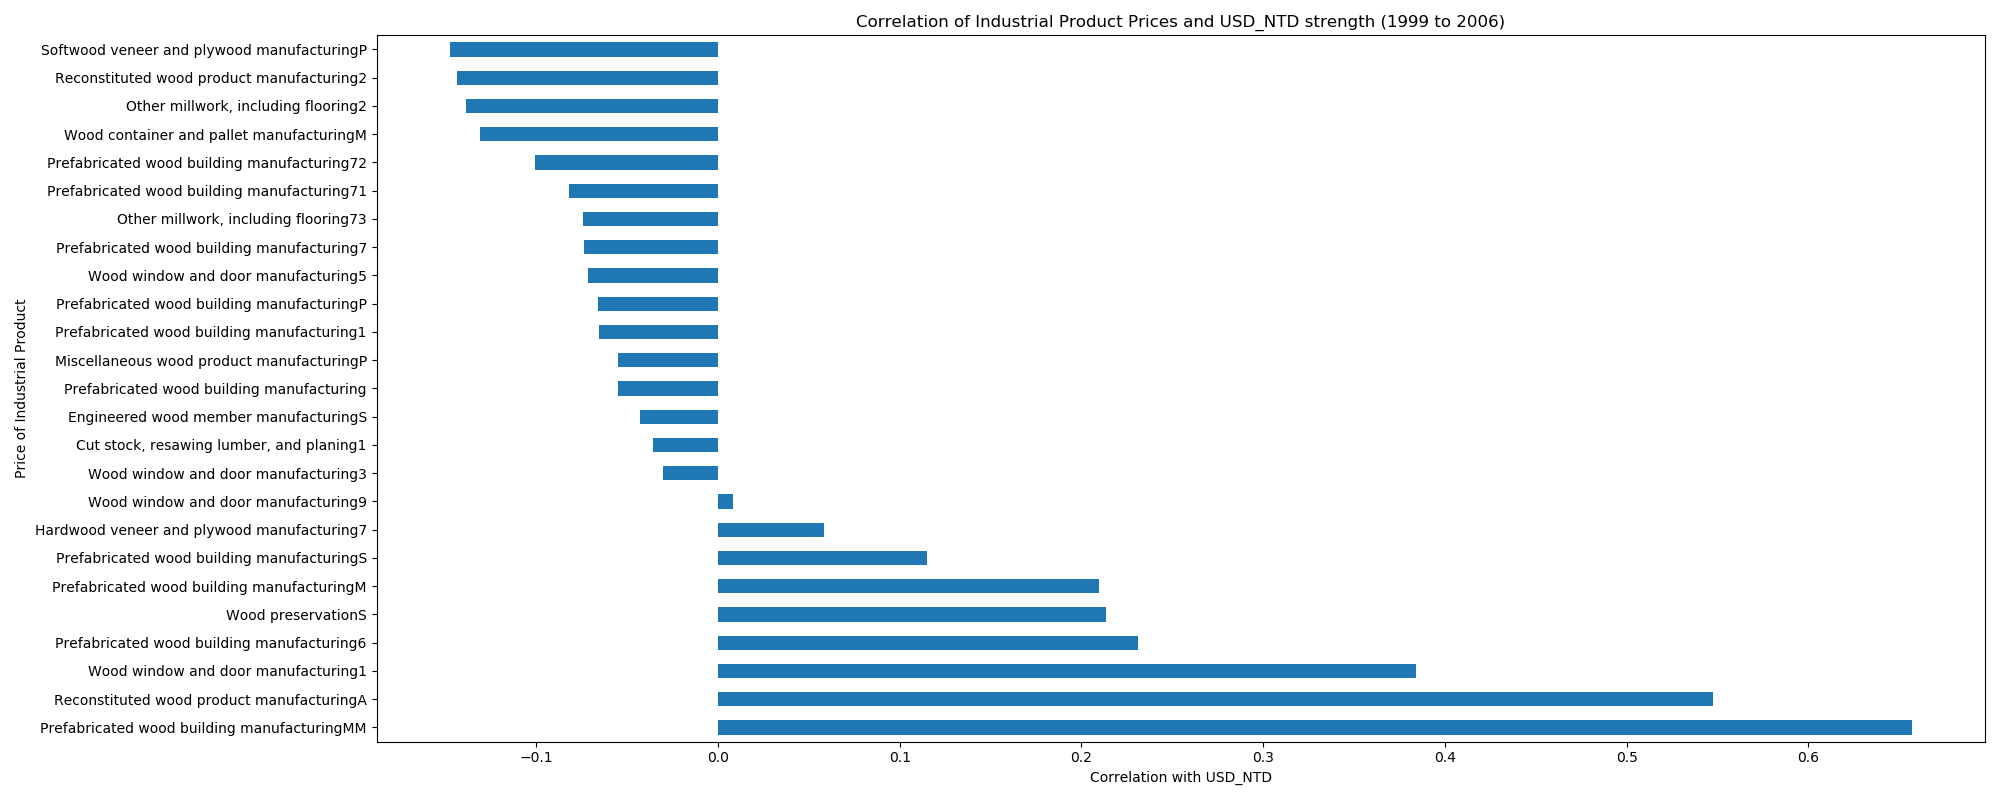 Correlation of Industrial Product Prices and USD_NTD strength (1999 to 2006)
Price of Industrial Product
Softwood veneer and plywood manufacturingP
Reconstituted wood product manufacturing2
Other millwork, including flooring2
Wood container and pallet manufacturingM
Prefabricated wood building manufacturing72
Prefabricated wood building manufacturing71
Other millwork, including flooring73
Prefabricated wood building manufacturing7
Wood window and door manufacturing5
Prefabricated wood building manufacturingP
Prefabricated wood building manufacturing1
Miscellaneous wood product manufacturingP
Prefabricated wood building manufacturing
Engineered wood member manufacturingS
Cut stock, resawing lumber, and planing1
Wood window and door manufacturing3
Wood window and door manufacturing9
Hardwood veneer and plywood manufacturing7
Prefabricated wood building manufacturingS
Prefabricated wood building manufacturingM
Wood preservationS
Prefabricated wood building manufacturing6
Wood window and door manufacturing1
Reconstituted wood product manufacturingA
Prefabricated wood building manufacturingMM
−0.1 0.0 0.1 0.2 0.3 0.4 0.5 0.6
Correlation with USD_NTD